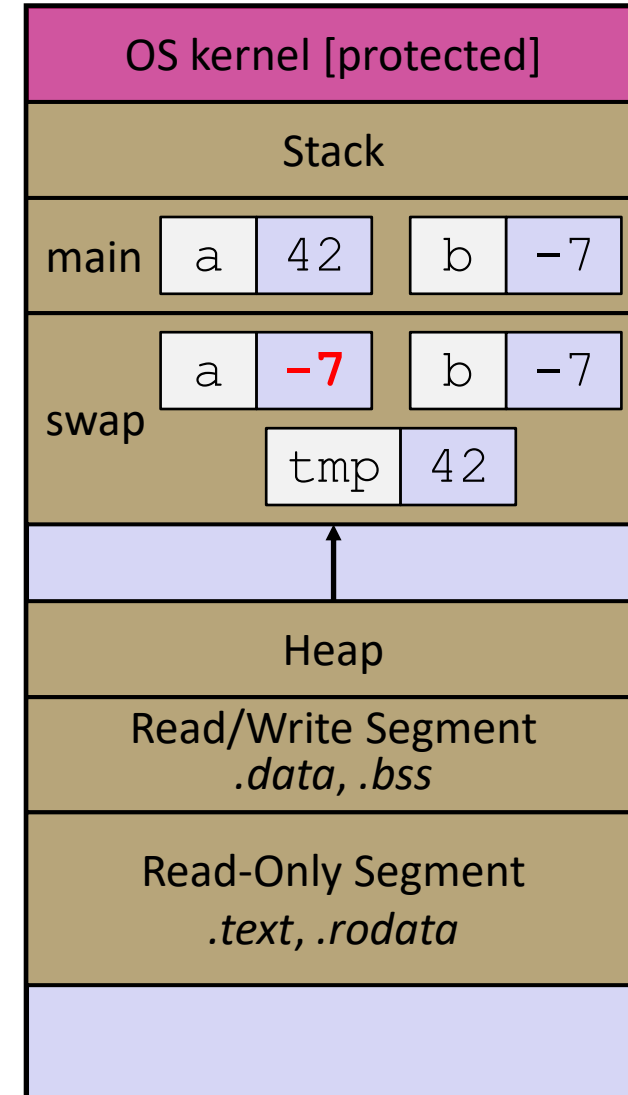 OS kernel [protected]
Stack
main a 42 b -7
swap a -7 b -7
tmp 42
Heap
Read/Write Segment
.data, .bss
Read-Only Segment
.text, .rodata